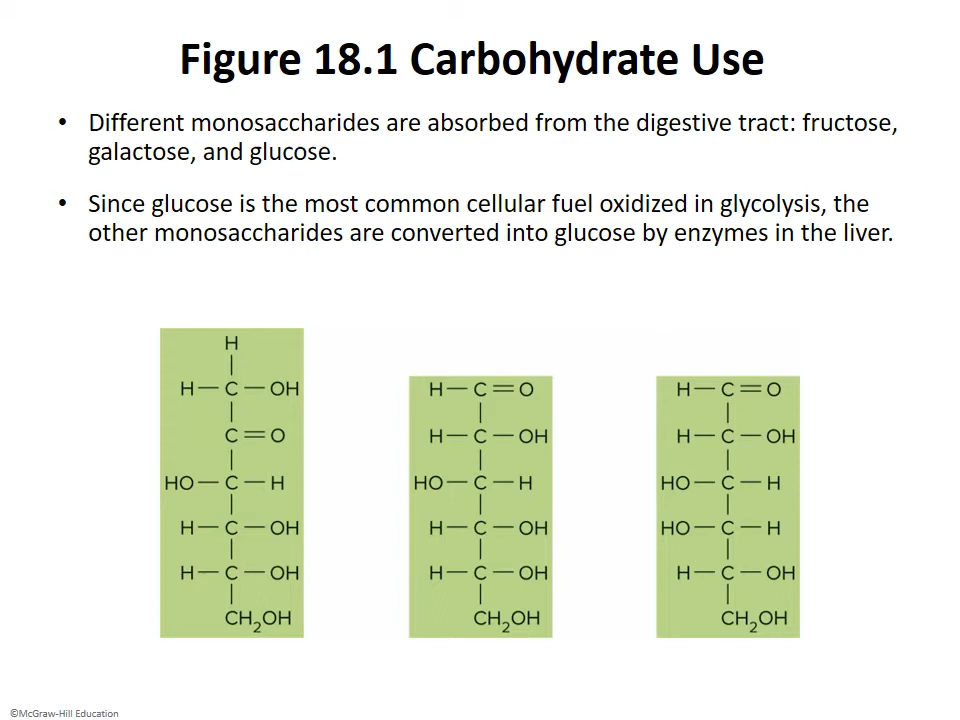 Figure 18.1 Carbohydrate Use
• Different monosaccharides are absorbed from the digestive tract: fructose,
galactose, and glucose.
• Since glucose is the most common cellular fuel oxidized in glycolysis, the
other monosaccharides are converted into glucose by enzymes in the liver.
H
H — C — OH
C = O
HO — C — H
H — C — OH
H — C — OH
CH₂OH
H — C = O
H — C — OH
HO — C — H
H — C — OH
H — C — OH
CH₂OH
H — C = O
H — C — OH
HO — C — H
HO — C — H
H — C — OH
CH₂OH
©McGraw-Hill Education